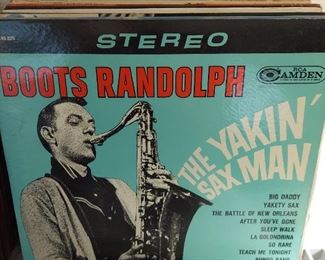 STEREO
BOOTS RANDOLPH
RCA
CAMDEN
THE YAKIN'
SAX MAN
BIG DADDY
YAKETY SAX
THE BATTLE OF NEW ORLEANS
AFTER YOU'VE GONE
SLEEP WALK
LA GOLONDRINA
SO RARE
TEACH ME TONIGHT